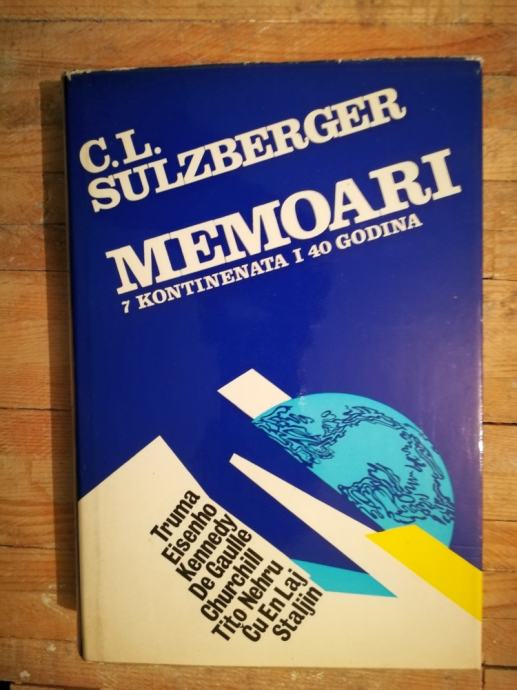 C.L.
SULZBERGER
MEMOARI
7 KONTINENATA I 40 GODINA
Truma
Eisenho
Kennedy
De Gaulle
Churchill
Tito Nehru
Ču En Laj
Staljin